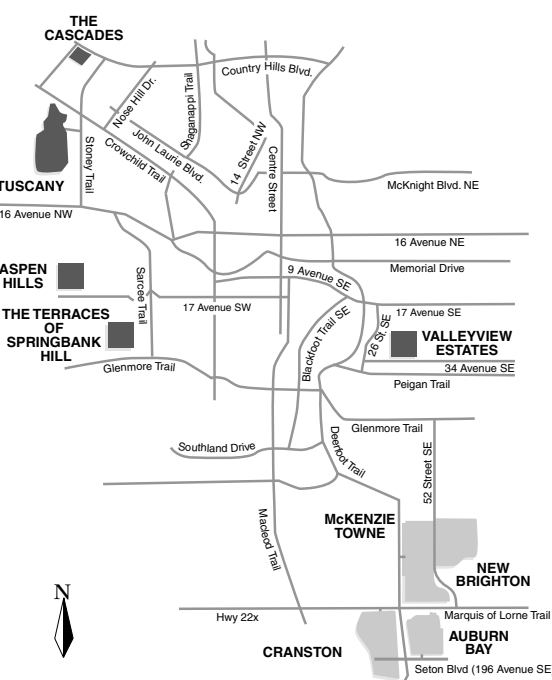 THE
CASCADES
Country Hills Blvd.
Nose Hill Dr.
Shaganappi Trail
John Laurie Blvd.
14 Street NW
Crowchild Trail
Stoney Trail
Centre Street
TUSCANY
McKnight Blvd. NE
16 Avenue NW
16 Avenue NE
Memorial Drive
9 Avenue SE
ASPEN
HILLS
Sarcee Trail
17 Avenue SW
17 Avenue SE
THE TERRACES
OF
SPRINGBANK
HILL
Blackfoot Trail SE
26 St. SE
VALLEYVIEW
ESTATES
Glenmore Trail
34 Avenue SE
Peigan Trail
Glenmore Trail
Southland Drive
Deerfoot Trail
52 Street SE
Macleod Trail
McKENZIE
TOWNE
NEW
BRIGHTON
N
Hwy 22x
Marquis of Lorne Trail
CRANSTON
AUBURN
BAY
Seton Blvd (196 Avenue SE